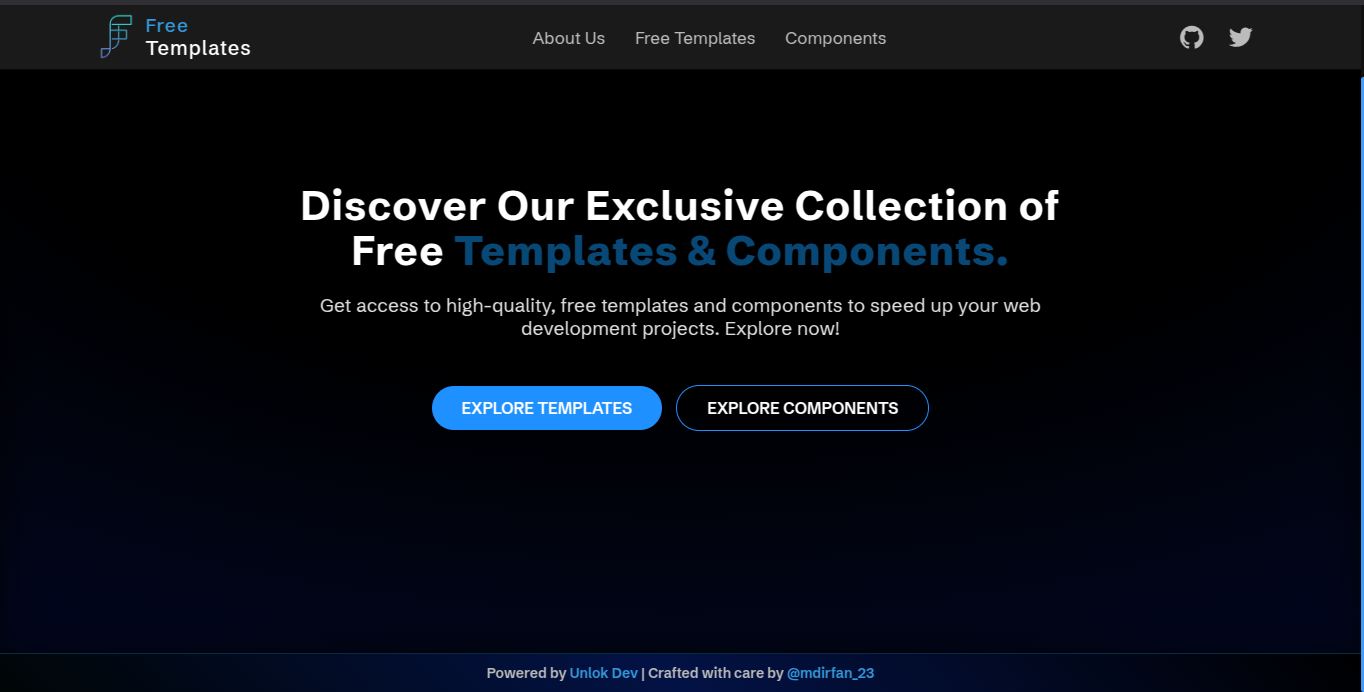 Free
Templates
About Us
Free Templates
Components
Discover Our Exclusive Collection of
Free Templates & Components.
Get access to high-quality, free templates and components to speed up your web
development projects. Explore now!
EXPLORE TEMPLATES
EXPLORE COMPONENTS
Powered by Unlok Dev | Crafted with care by @mdirfan_23